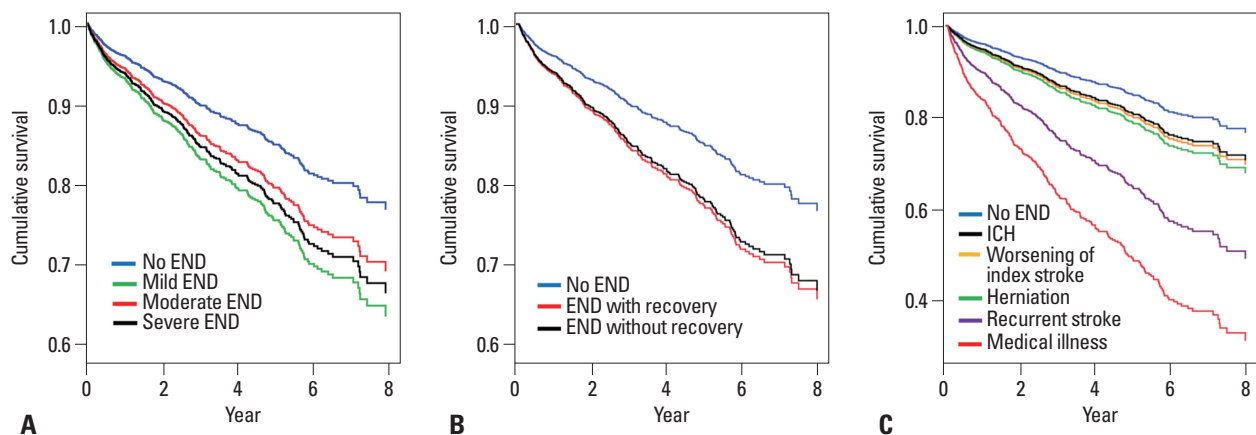 Cumulative survival
1.0
0.9
0.8
0.7
0.6
No END
Mild END
Moderate END
Severe END
0 2 4 6 8
Year
A
Cumulative survival
1.0
0.9
0.8
0.7
0.6
No END
END with recovery
END without recovery
0 2 4 6 8
Year
B
Cumulative survival
1.0
0.8
0.6
0.4
No END
ICH
Worsening of
index stroke
Herniation
Recurrent stroke
Medical illness
0 2 4 6 8
Year
C